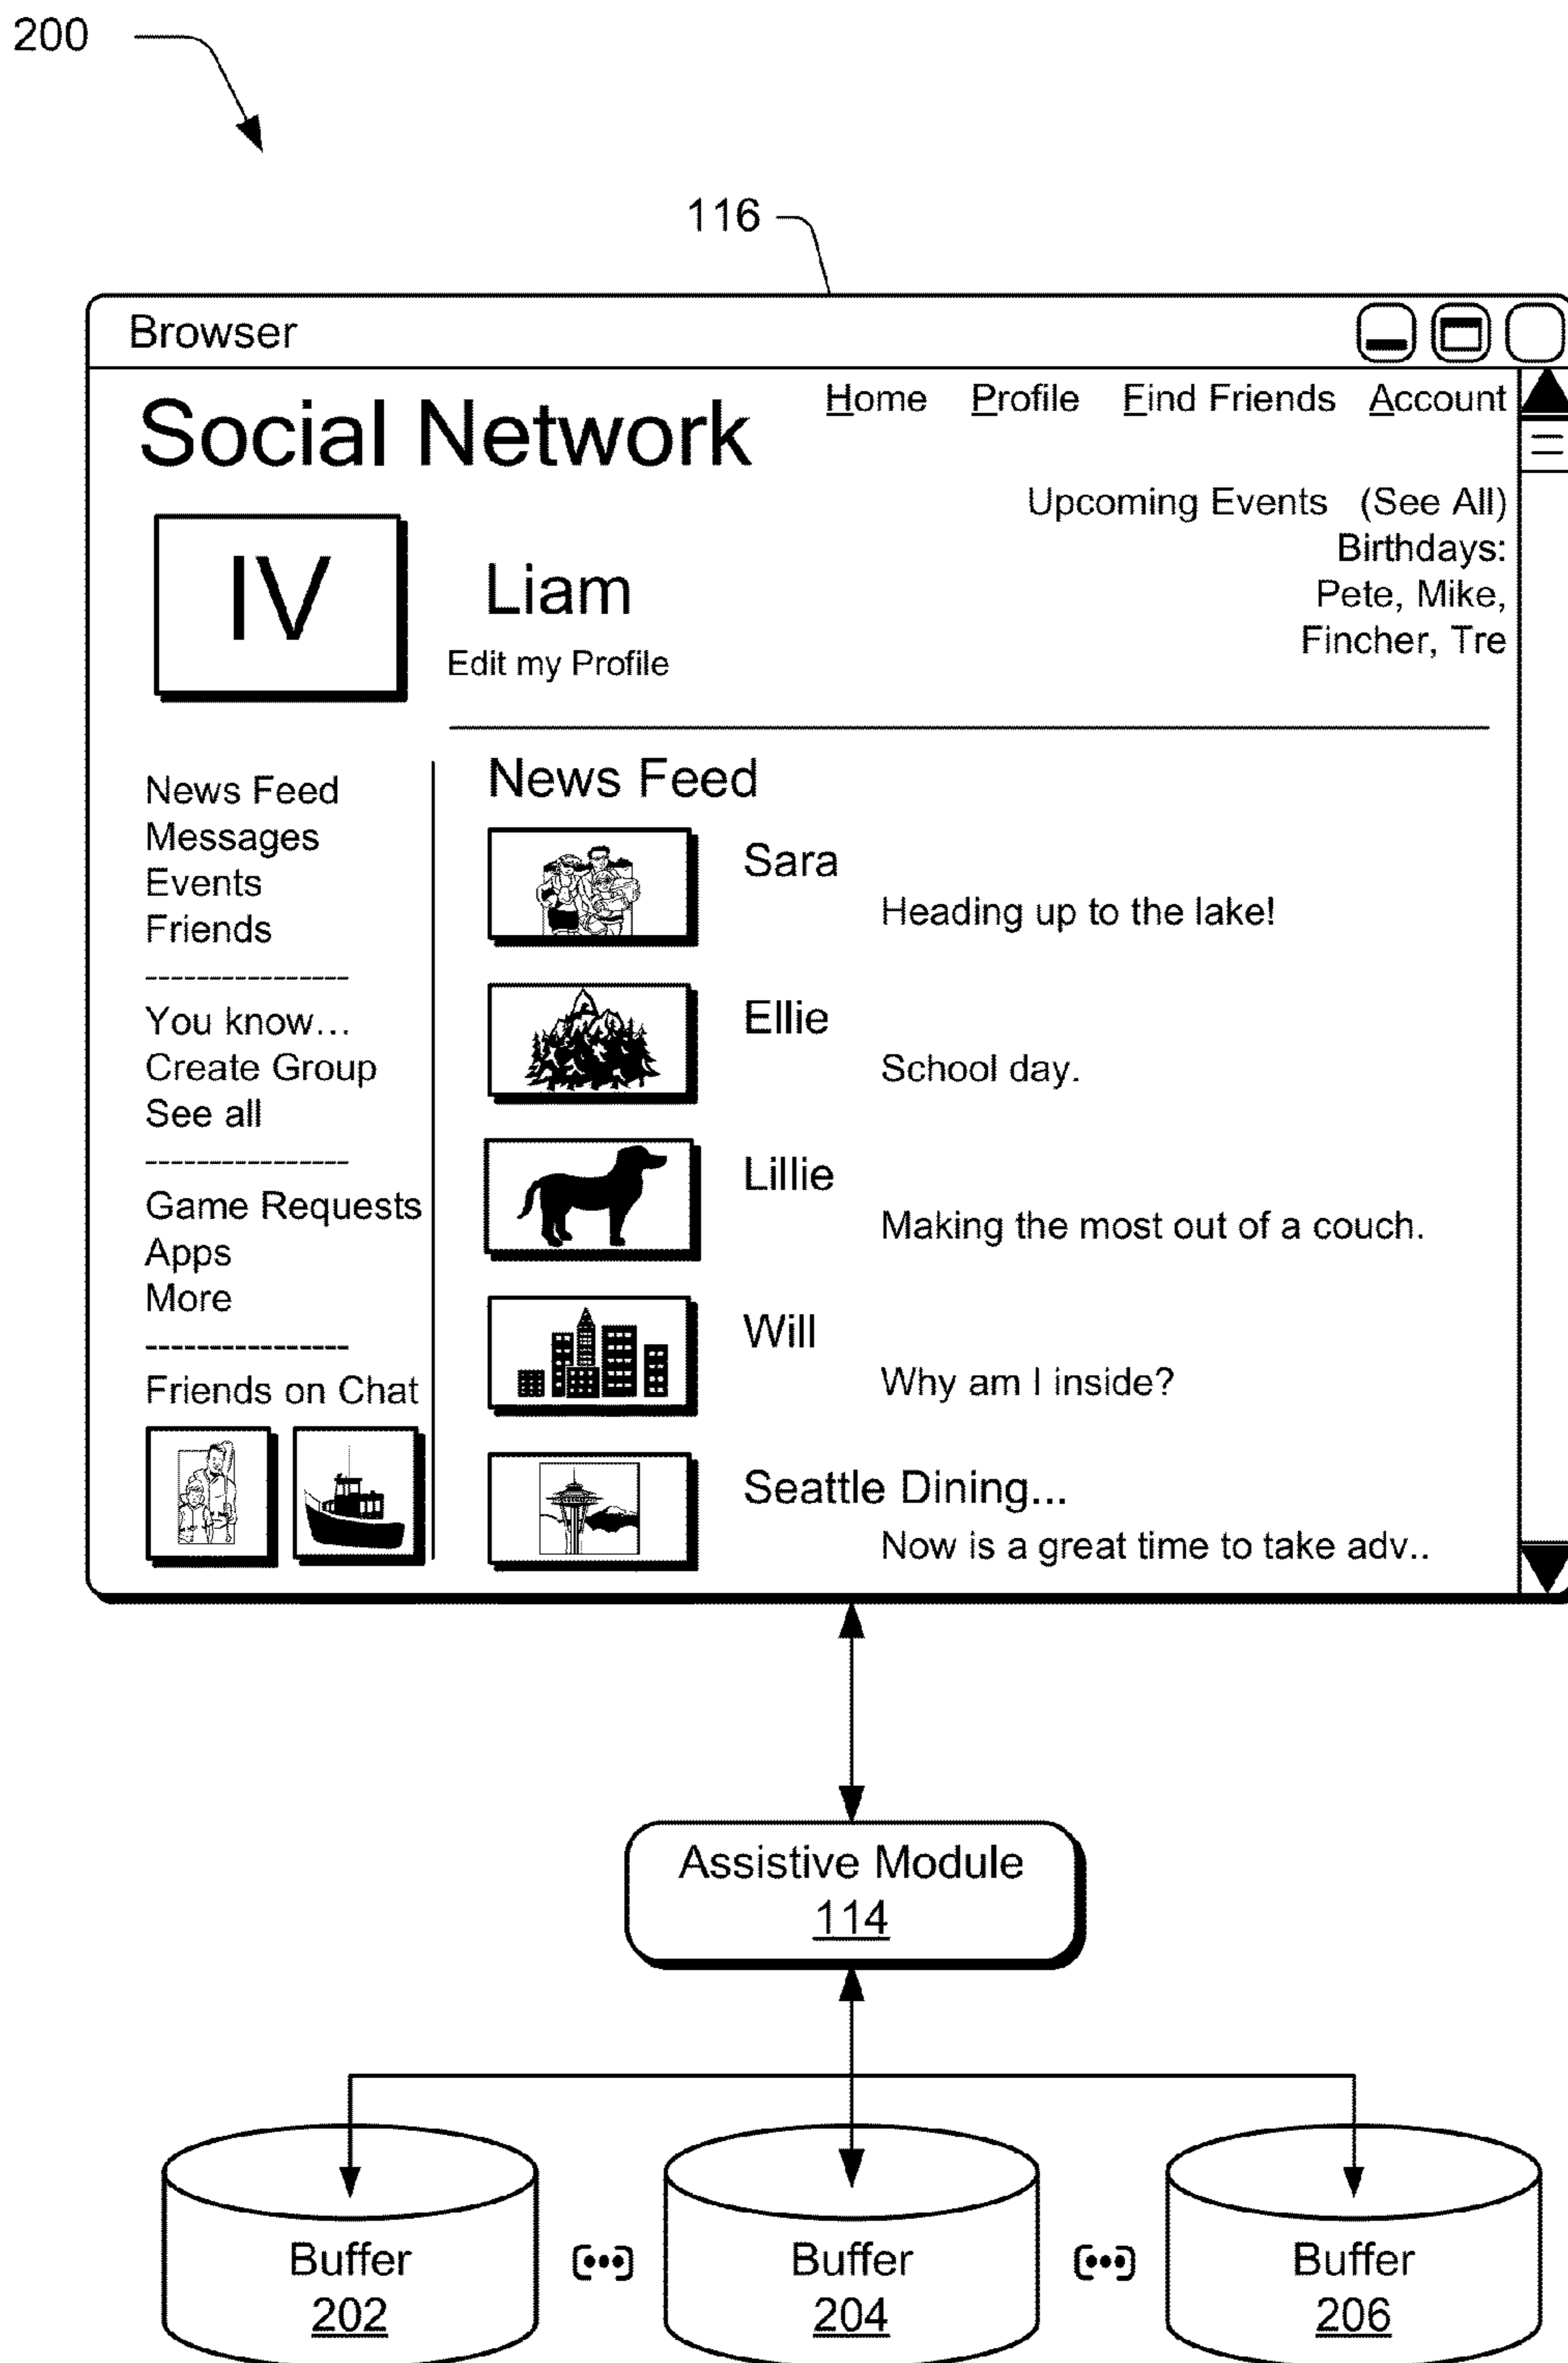 200
116
Browser
Social Network
Home Profile Find Friends Account
Upcoming Events (See All)
Birthdays:
Pete, Mike,
Fincher, Tre
IV
Liam
Edit my Profile
News Feed
Messages
Events
Friends
---------------
You know...
Create Group
See all
---------------
Game Requests
Apps
More
---------------
Friends on Chat
News Feed
Sara
Heading up to the lake!
Ellie
School day.
Lillie
Making the most out of a couch.
Will
Why am I inside?
Seattle Dining...
Now is a great time to take adv..
Assistive Module
114
Buffer
202
Buffer
204
Buffer
206